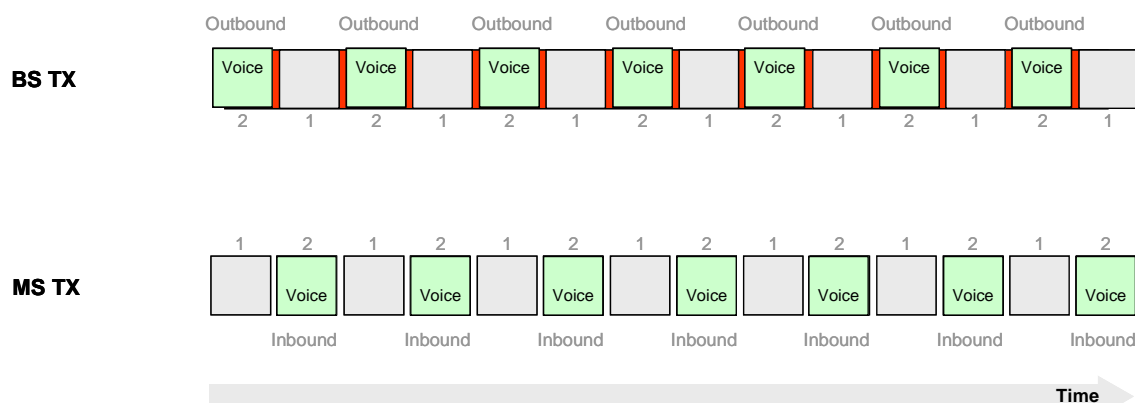 Outbound Outbound Outbound Outbound Outbound Outbound Outbound
BS TX Voice Voice Voice Voice Voice Voice Voice
2 1 2 1 2 1 2 1 2 1 2 1 2 1
1 2 1 2 1 2 1 2 1 2 1 2 1 2
MS TX Voice Voice Voice Voice Voice Voice Voice
Inbound Inbound Inbound Inbound Inbound Inbound Inbound
Time